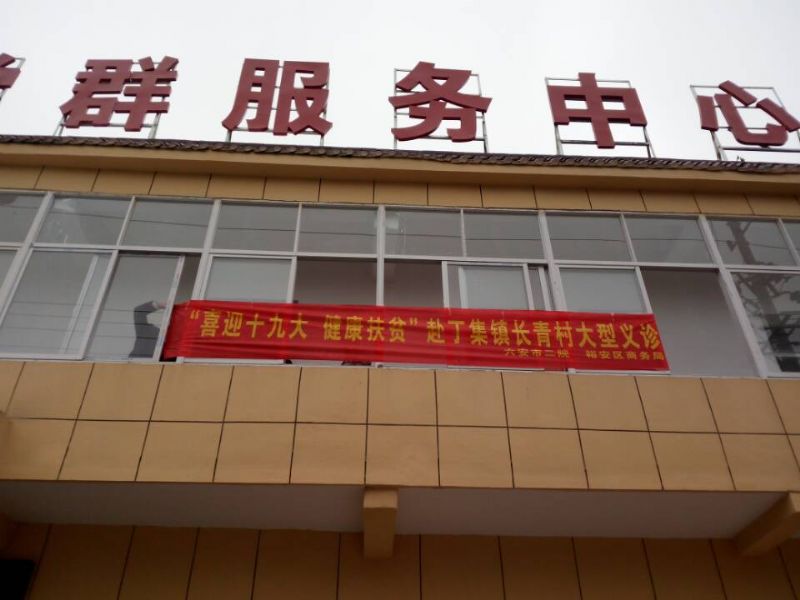 群服务中心
“喜迎十九大 健康扶贫”赴丁集镇长青村大型义诊
六安市二院 裕安区商务局